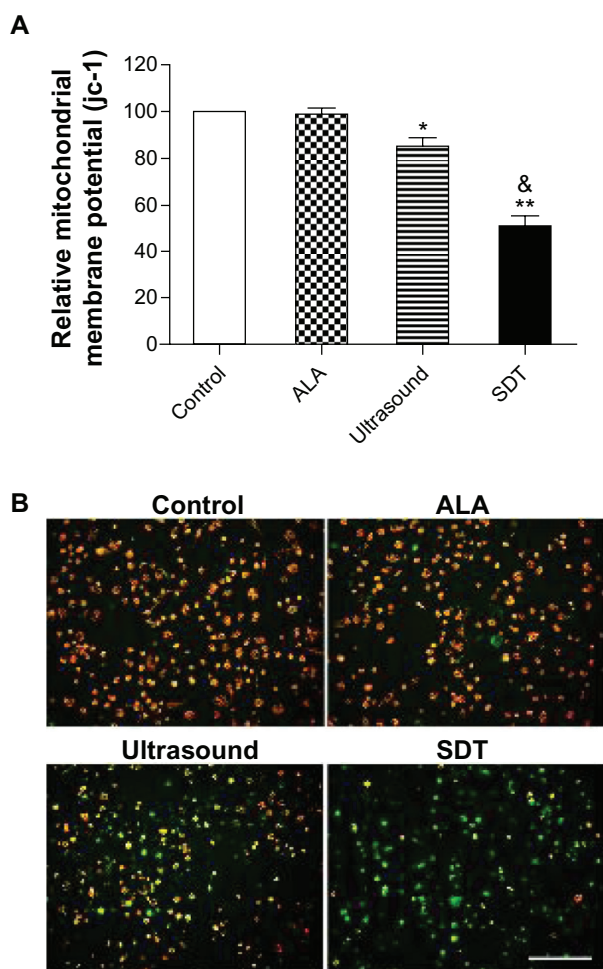 A
Relative mitochondrial
membrane potential (jc-1)
120
100
80
60
40
20
0
*
&
**
Control
ALA
Ultrasound
SDT
B
Control
ALA
Ultrasound
SDT